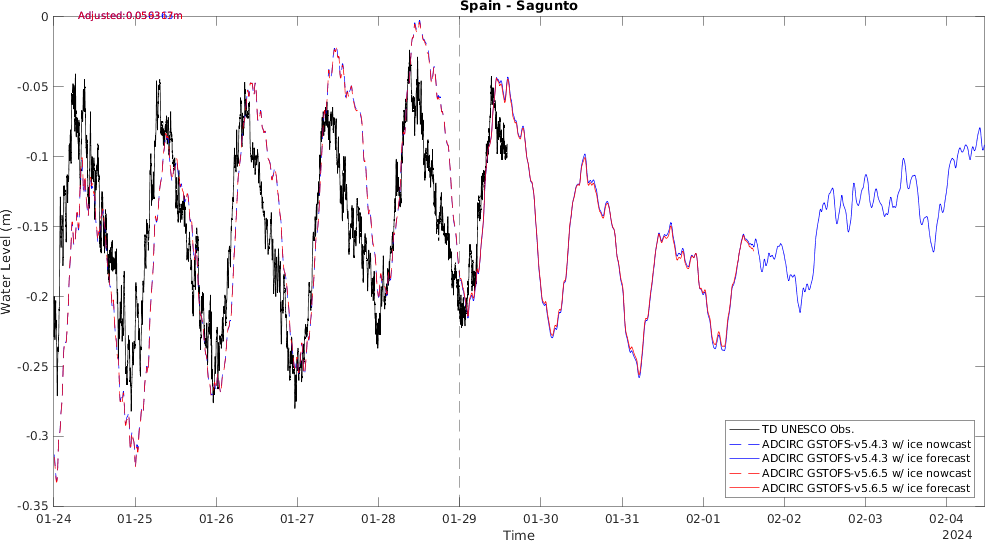 Spain - Sagunto
0
-0.05
-0.1
-0.15
-0.2
-0.25
-0.3
-0.35
Water Level (m)
TD UNESCO Obs.
ADCIRC GSTOFS-v5.4.3 w/ ice nowcast
ADCIRC GSTOFS-v5.4.3 w/ ice forecast
ADCIRC GSTOFS-v5.6.5 w/ ice nowcast
ADCIRC GSTOFS-v5.6.5 w/ ice forecast
01-24 01-25 01-26 01-27 01-28 01-29 01-30 01-31 02-01 02-02 02-03 02-04
Time
2024